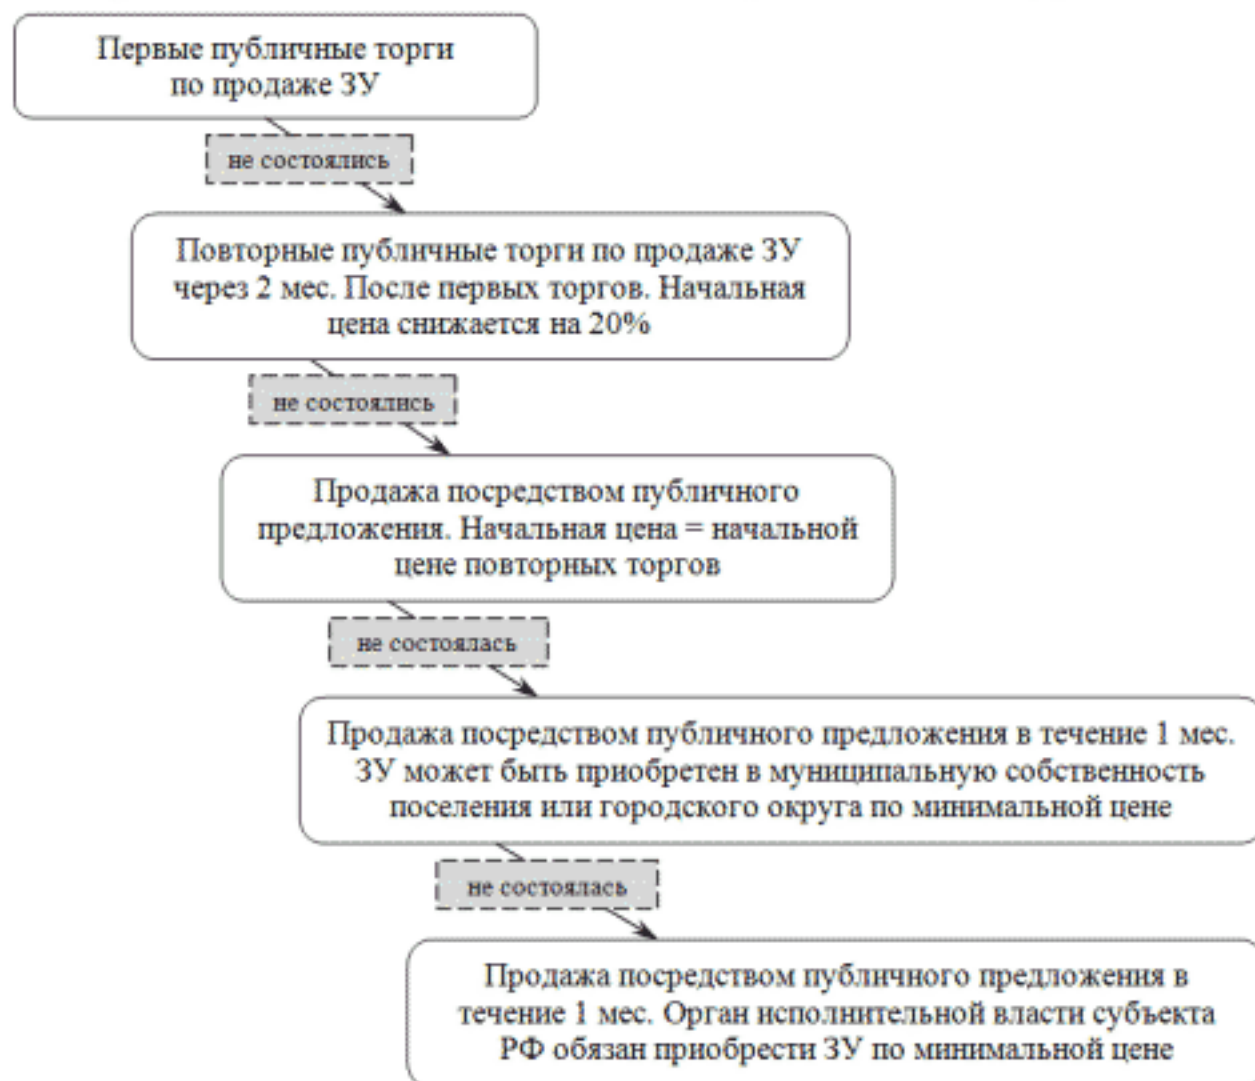 Первые публичные торги
по продаже ЗУ
не состоялись
Повторные публичные торги по продаже ЗУ
через 2 мес. После первых торгов. Начальная
цена снижается на 20%
не состоялись
Продажа посредством публичного
предложения. Начальная цена = начальной
цене повторных торгов
не состоялась
Продажа посредством публичного предложения в течение 1 мес.
ЗУ может быть приобретен в муниципальную собственность
поселения или городского округа по минимальной цене
не состоялась
Продажа посредством публичного предложения в
течение 1 мес. Орган исполнительной власти субъекта
РФ обязан приобрести ЗУ по минимальной цене